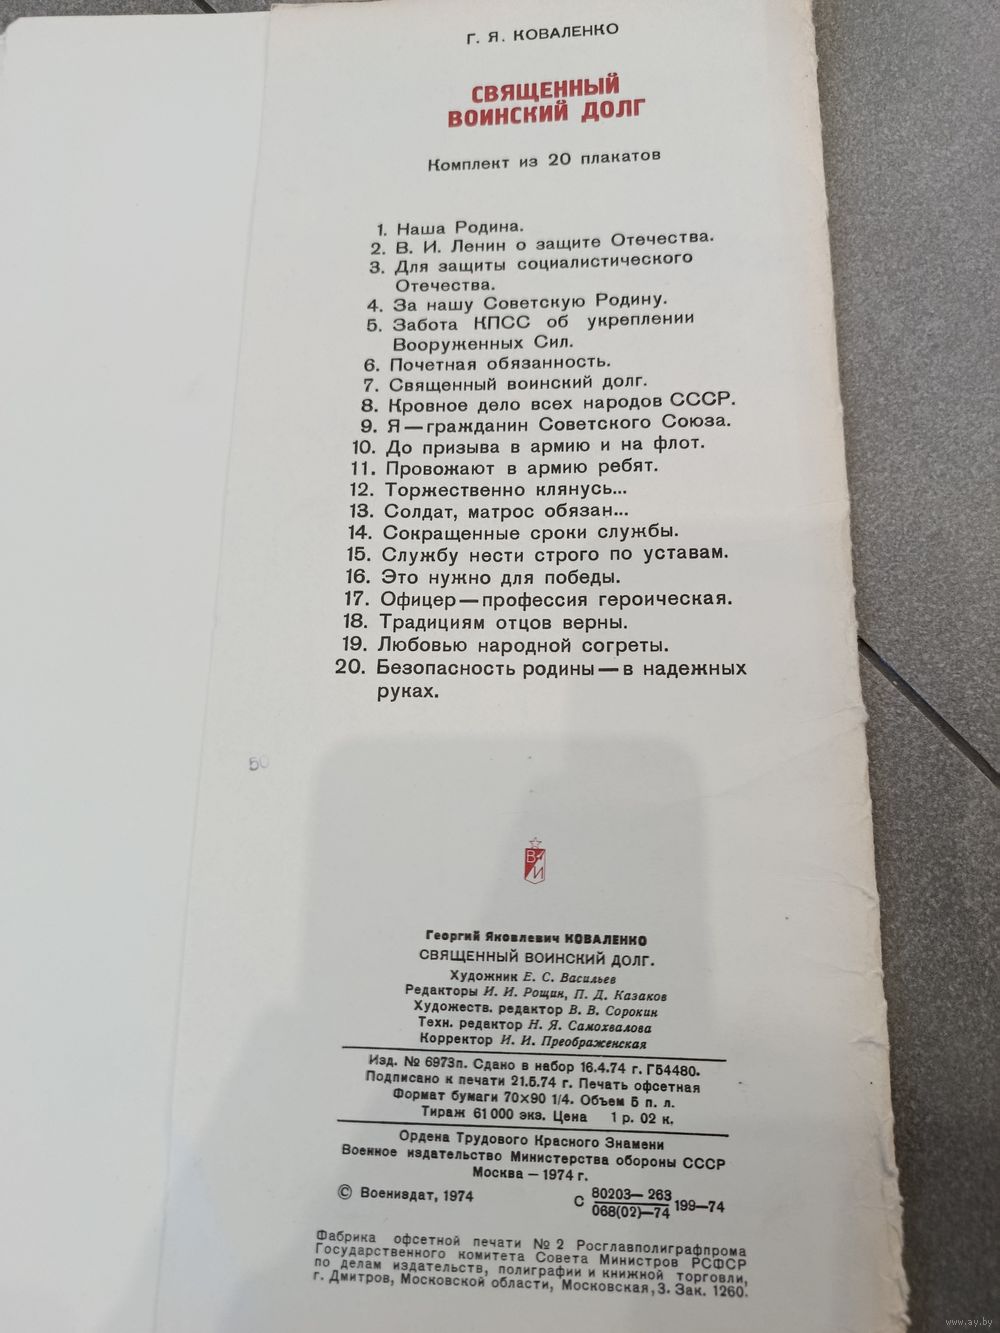 Г. Я. КОВАЛЕНКО
СВЯЩЕННЫЙ
ВОИНСКИЙ ДОЛГ
Комплект из 20 плакатов
1. Наша Родина.
2. В. И. Ленин о защите Отечества.
3. Для защиты социалистического
Отечества.
4. За нашу Советскую Родину.
5. Забота КПСС об укреплении
Вооруженных Сил.
6. Почетная обязанность.
7. Священный воинский долг.
8. Кровное дело всех народов СССР.
9. Я — гражданин Советского Союза.
10. До призыва в армию и на флот.
11. Провожают в армию ребят.
12. Торжественно клянусь...
13. Солдат, матрос обязан...
14. Сокращенные сроки службы.
15. Службу нести строго по уставам.
16. Это нужно для победы.
17. Офицер — профессия героическая.
18. Традициям отцов верны.
19. Любовью народной согреты.
20. Безопасность родины — в надежных
руках.
50
В
И
Георгий Яковлевич КОВАЛЕНКО
СВЯЩЕННЫЙ ВОИНСКИЙ ДОЛГ.
Художник Е. С. Васильев
Редакторы И. И. Рощин, П. Д. Казаков
Художеств. редактор В. В. Сорокин
Техн. редактор Н. Я. Самохвалова
Корректор И. И. Преображенская
Изд. № 6973п. Сдано в набор 16.4.74 г. Г54480.
Подписано к печати 21.5.74 г. Печать офсетная
Формат бумаги 70×90 1/4. Объем 5 п. л.
Тираж 61 000 экз. Цена 1 р. 02 к.
Ордена Трудового Красного Знамени
Военное издательство Министерства обороны СССР
Москва — 1974 г.
© Воениздат, 1974
С 80203—263
068(02)—74 199—74
Фабрика офсетной печати № 2 Росглавполиграфпрома
Государственного комитета Совета Министров РСФСР
по делам издательств, полиграфии и книжной торговли,
г. Дмитров, Московской области, Московская, 3. Зак. 1260.
www.ay.by